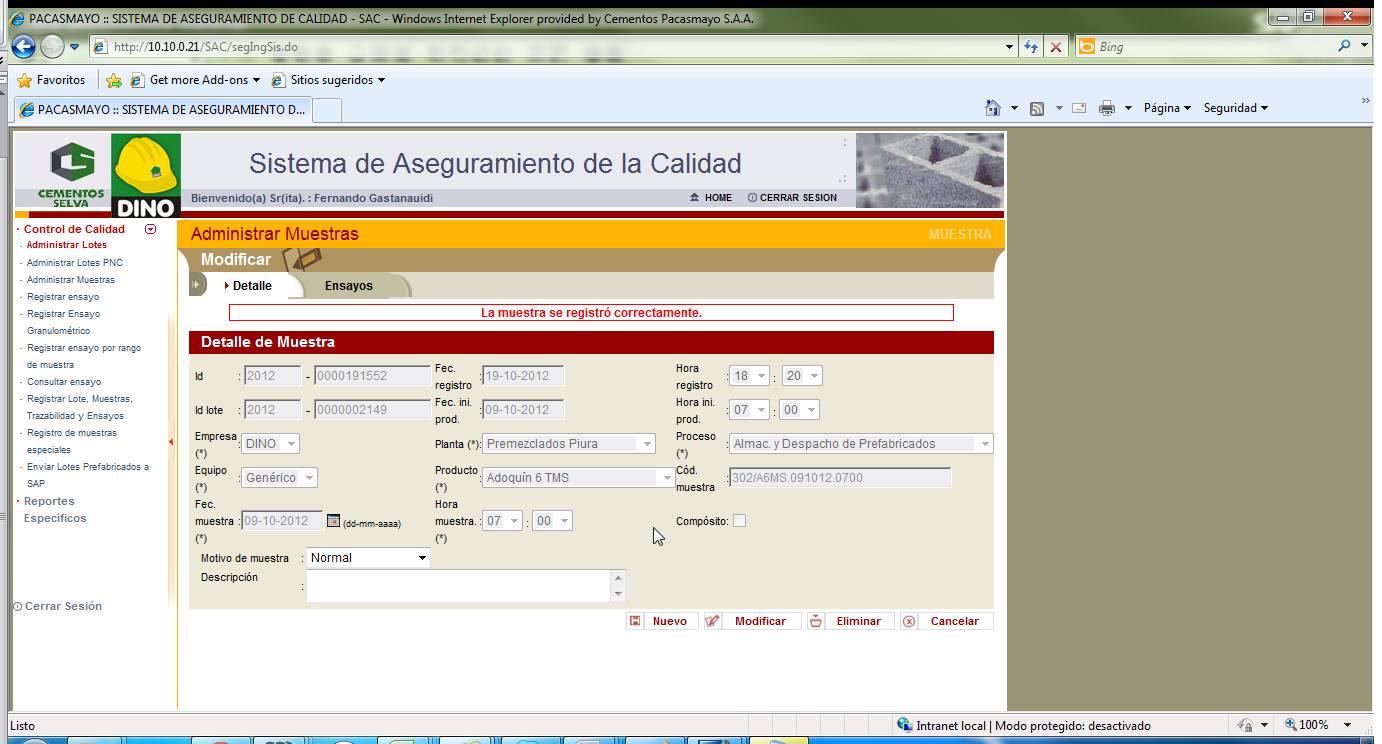 PACASMAYO :: SISTEMA DE ASEGURAMIENTO DE CALIDAD - SAC - Windows Internet Explorer provided by Cementos Pacasmayo S.A.A.
http://10.10.0.21/SAC/segIngSis.do
Bing
Favoritos Get more Add-ons Sitios sugeridos
PACASMAYO :: SISTEMA DE ASEGURAMIENTO D...
Página Seguridad »
CEMENTOS SELVA
DINO
Sistema de Aseguramiento de la Calidad
Bienvenido(a) Sr(ita). : Fernando Gastanauidi
HOME CERRAR SESION
Control de Calidad
- Administrar Lotes
- Administrar Lotes PNC
- Administrar Muestras
- Registrar ensayo
- Registrar Ensayo
Granulométrico
- Registrar ensayo por rango
de muestra
- Consultar ensayo
- Registrar Lote, Muestras,
Trazabilidad y Ensayos
- Registro de muestras
especiales
- Enviar Lotes Prefabricados a
SAP
Reportes
Específicos
Cerrar Sesión
Administrar Muestras MUESTRA
Modificar
Detalle Ensayos
La muestra se registró correctamente.
Detalle de Muestra
Id : 2012 - 0000191552 Fec. registro : 19-10-2012 Hora registro : 18 : 20
Id lote : 2012 - 0000002149 Fec. ini. prod. : 09-10-2012 Hora ini. prod. : 07 : 00
Empresa (*) : DINO Planta (*): Premezclados Piura Proceso (*) : Almac. y Despacho de Prefabricados
Equipo (*) : Genérico Producto (*) : Adoquín 6 TMS Cód. muestra : 302/A6MS.091012.0700
Fec. muestra (*) : 09-10-2012 (dd-mm-aaaa) Hora muestra. (*) : 07 : 00 Compósito:
Motivo de muestra : Normal
Descripción :
Nuevo Modificar Eliminar Cancelar
Listo Intranet local | Modo protegido: desactivado 100%